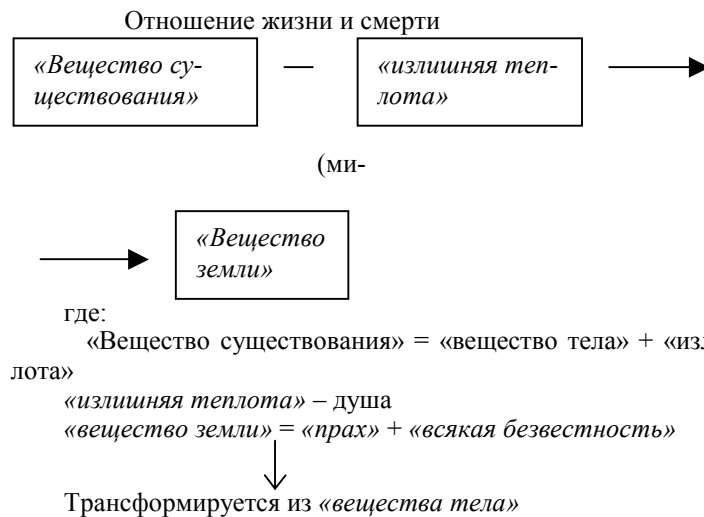 Отношение жизни и смерти
«Вещество су-
ществования»
—
«излишняя теп-
лота»
(ми-
«Вещество
земли»
где:
«Вещество существования» = «вещество тела» + «изл
лота»
«излишняя теплота» – душа
«вещество земли» = «прах» + «всякая безвестность»
Трансформируется из «вещества тела»